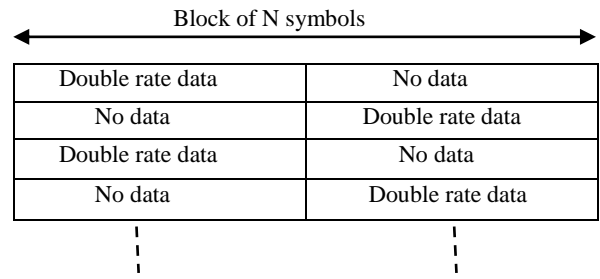 Block of N symbols
Double rate data No data
No data Double rate data
Double rate data No data
No data Double rate data